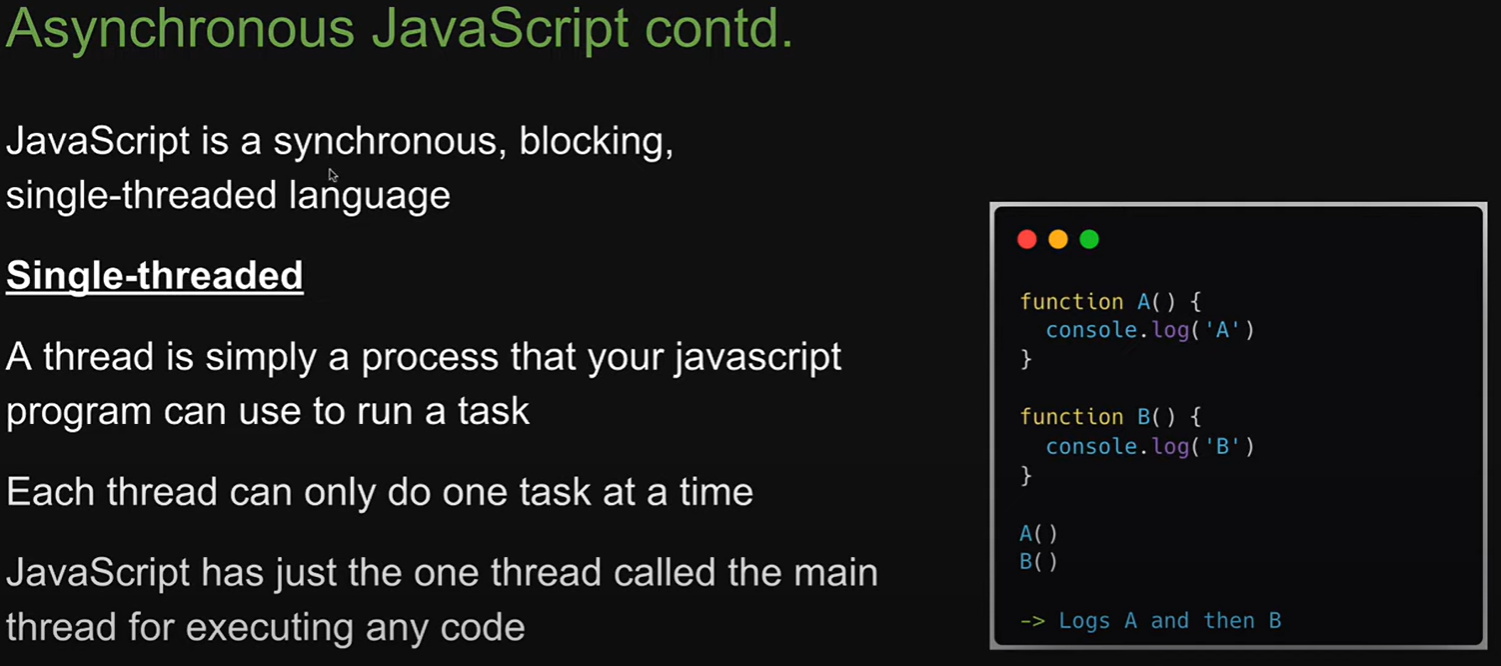 Asynchronous JavaScript contd.
JavaScript is a synchronous, blocking,
single-threaded language
Single-threaded
A thread is simply a process that your javascript
program can use to run a task
Each thread can only do one task at a time
JavaScript has just the one thread called the main
thread for executing any code
function A() {
  console.log('A')
}
function B() {
  console.log('B')
}
A()
B()
-> Logs A and then B